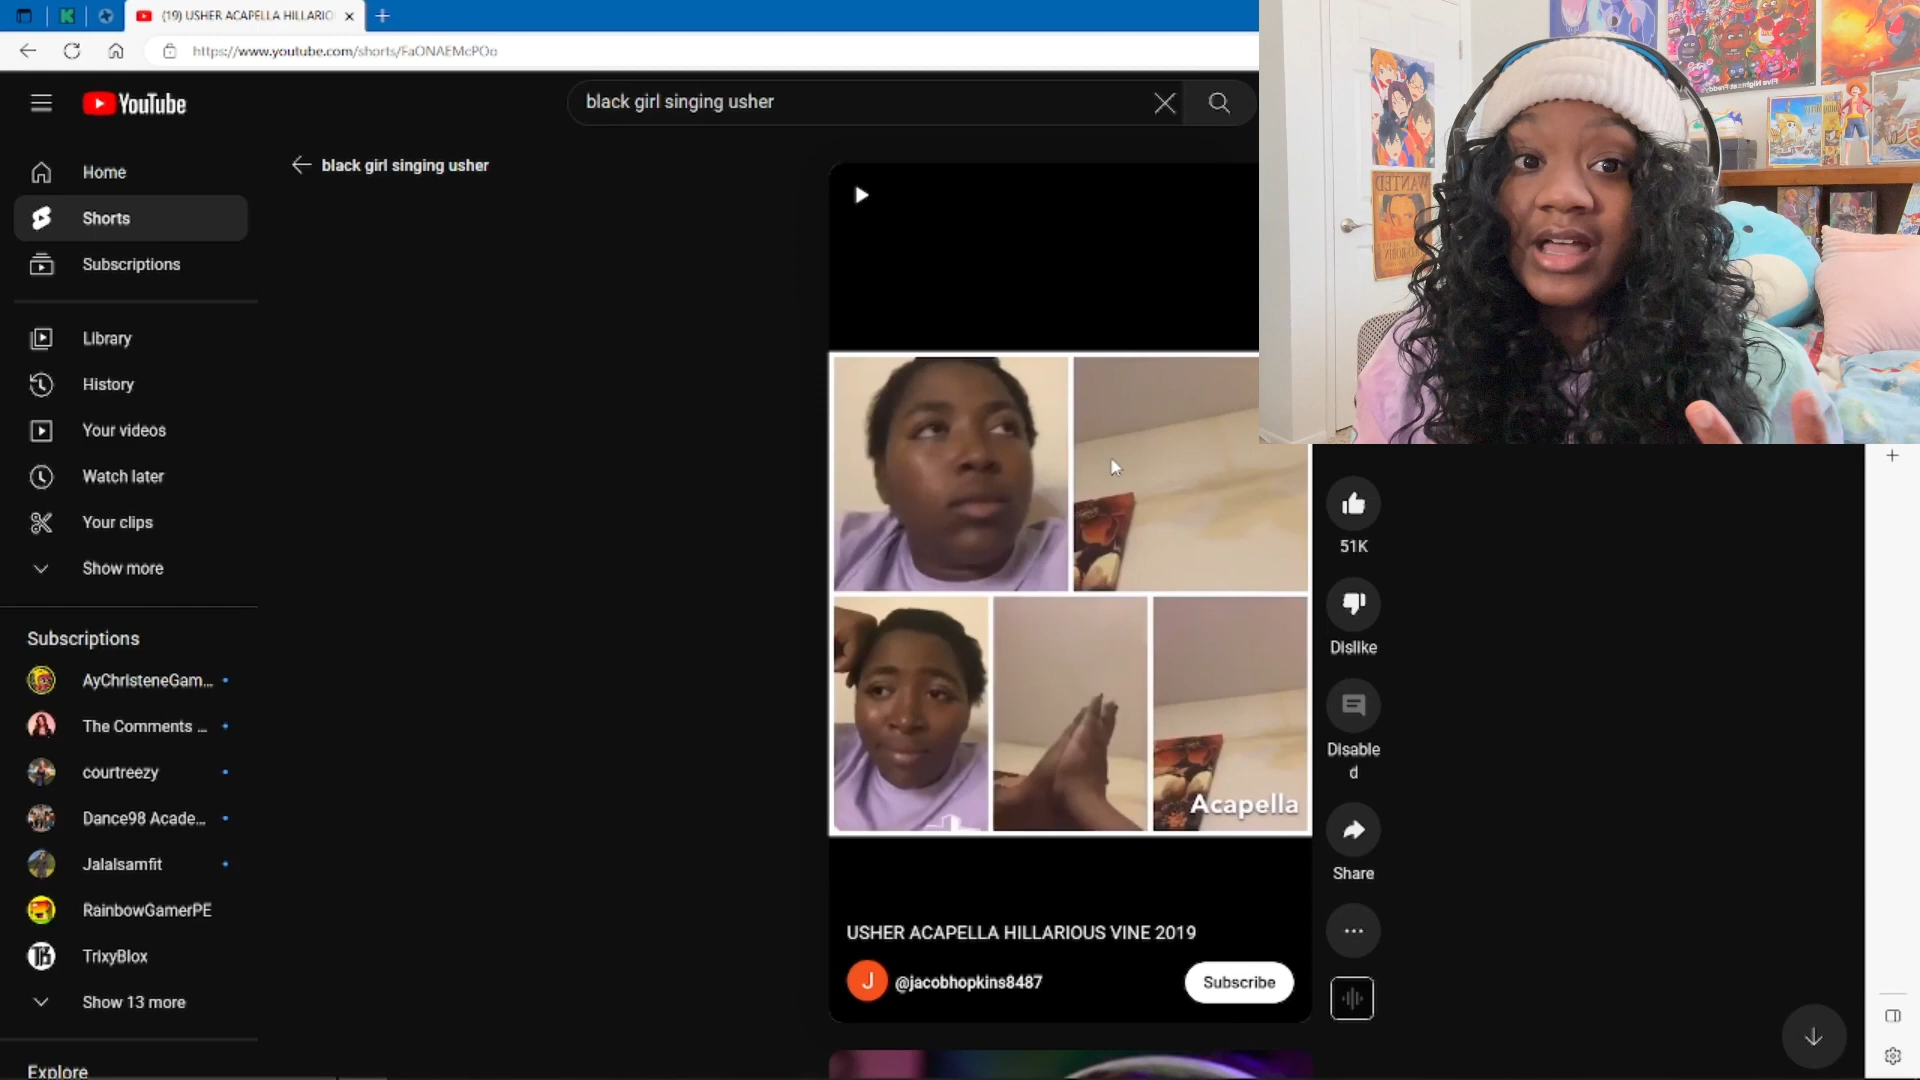 (19) USHER ACAPELLA HILLARIO
https://www.youtube.com/shorts/FaONAEMcPOo
YouTube
black girl singing usher
Home
Shorts
Subscriptions
Library
History
Your videos
Watch later
Your clips
Show more
Subscriptions
AyChristeneGam...
The Comments ...
courtreezy
Dance98 Acade...
Jalalsamfit
RainbowGamerPE
TrixyBlox
Show 13 more
Explore
black girl singing usher
Acapella
USHER ACAPELLA HILLARIOUS VINE 2019
J
@jacobhopkins8487
Subscribe
51K
Dislike
Disable
d
Share
WANTED